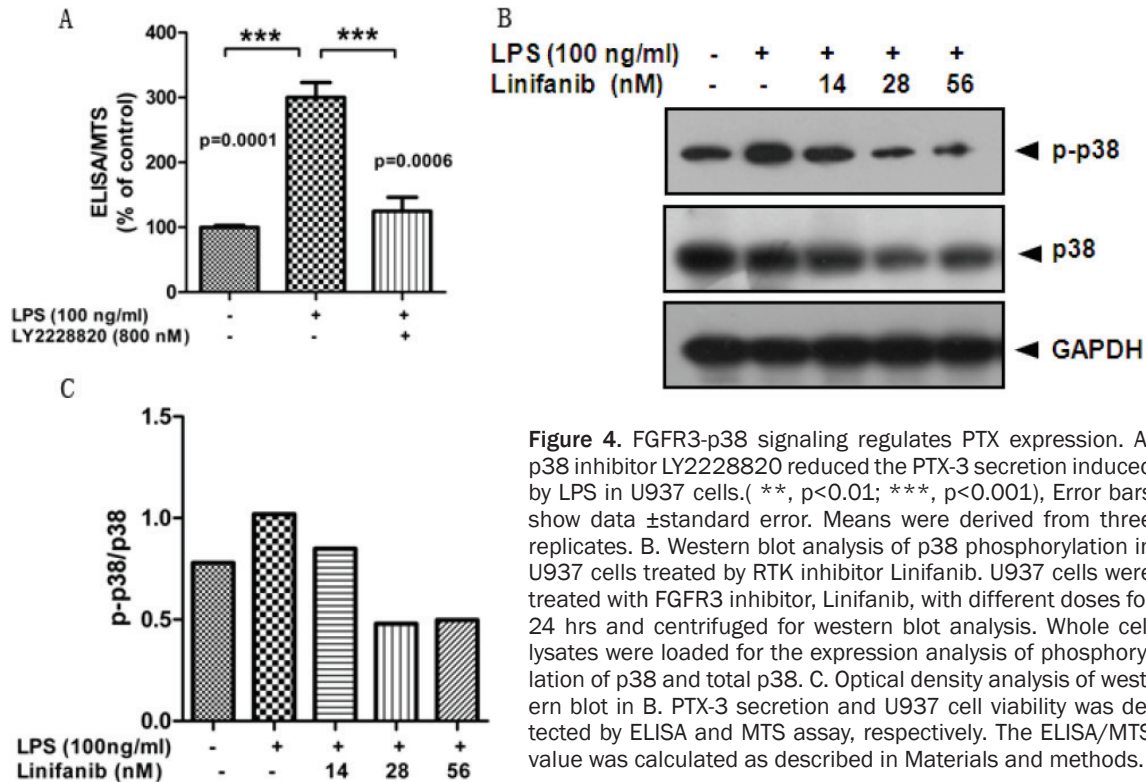 A
400
300
200
100
0
ELISA/MTS
(% of control)
***
***
p=0.0001
p=0.0006
LPS (100 ng/ml) - + +
LY2228820 (800 nM) - - +
B
LPS (100 ng/ml) - + + + +
Linifanib (nM) - - 14 28 56
p-p38
p38
GAPDH
C
1.5
1.0
0.5
0.0
p-p38/p38
LPS (100ng/ml) - + + + +
Linifanib (nM) - - 14 28 56
Figure 4. FGFR3-p38 signaling regulates PTX expression. A
p38 inhibitor LY2228820 reduced the PTX-3 secretion induced
by LPS in U937 cells.( **, p<0.01; ***, p<0.001), Error bars
show data ±standard error. Means were derived from three
replicates. B. Western blot analysis of p38 phosphorylation in
U937 cells treated by RTK inhibitor Linifanib. U937 cells were
treated with FGFR3 inhibitor, Linifanib, with different doses fo
24 hrs and centrifuged for western blot analysis. Whole cel
lysates were loaded for the expression analysis of phosphory
lation of p38 and total p38. C. Optical density analysis of west
ern blot in B. PTX-3 secretion and U937 cell viability was de
tected by ELISA and MTS assay, respectively. The ELISA/MTS
value was calculated as described in Materials and methods.